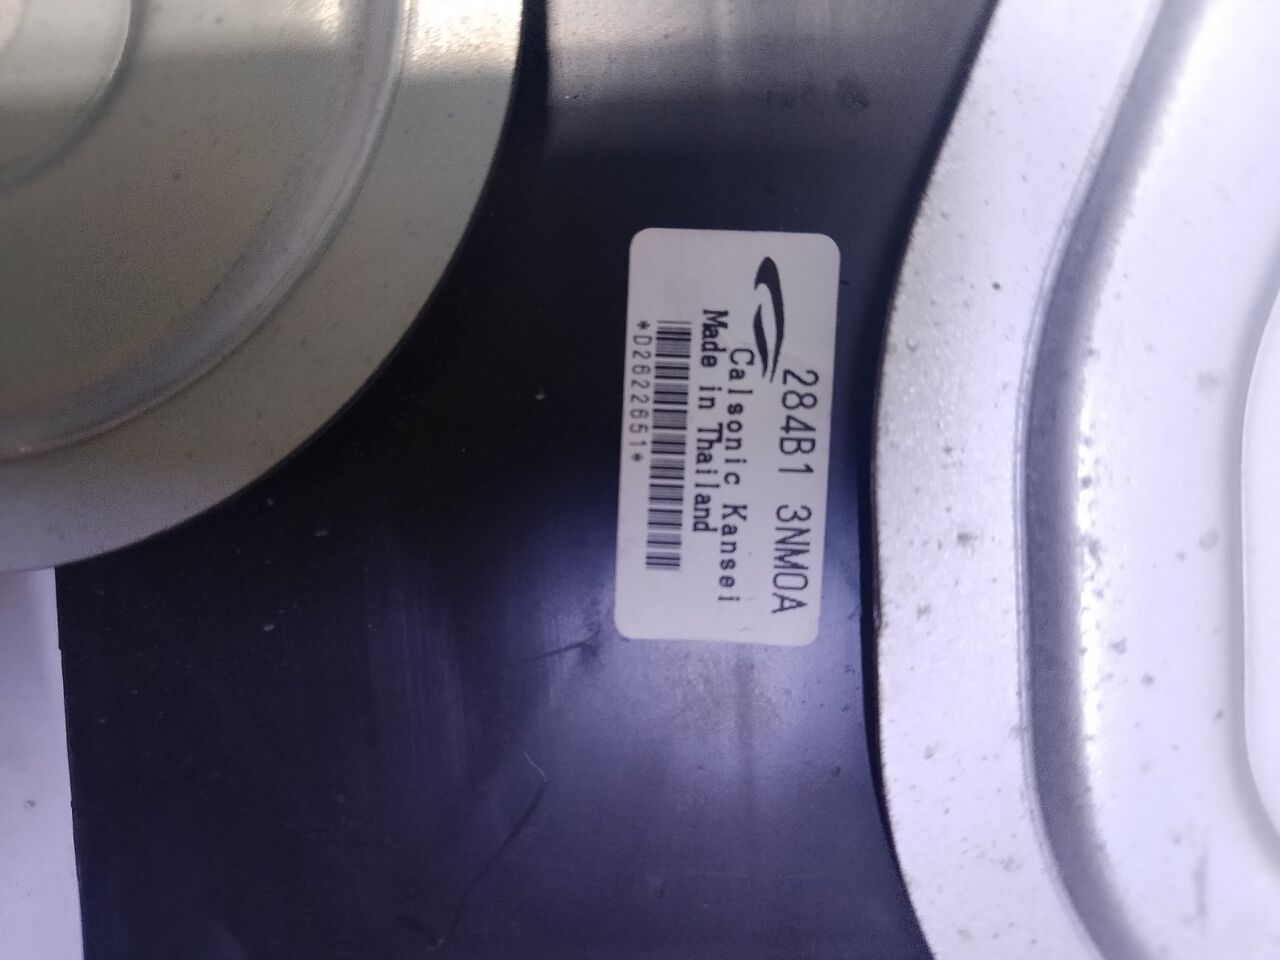 284B1 3NM0A
Calsonic Kansei
Made in Thailand
*D2622651*